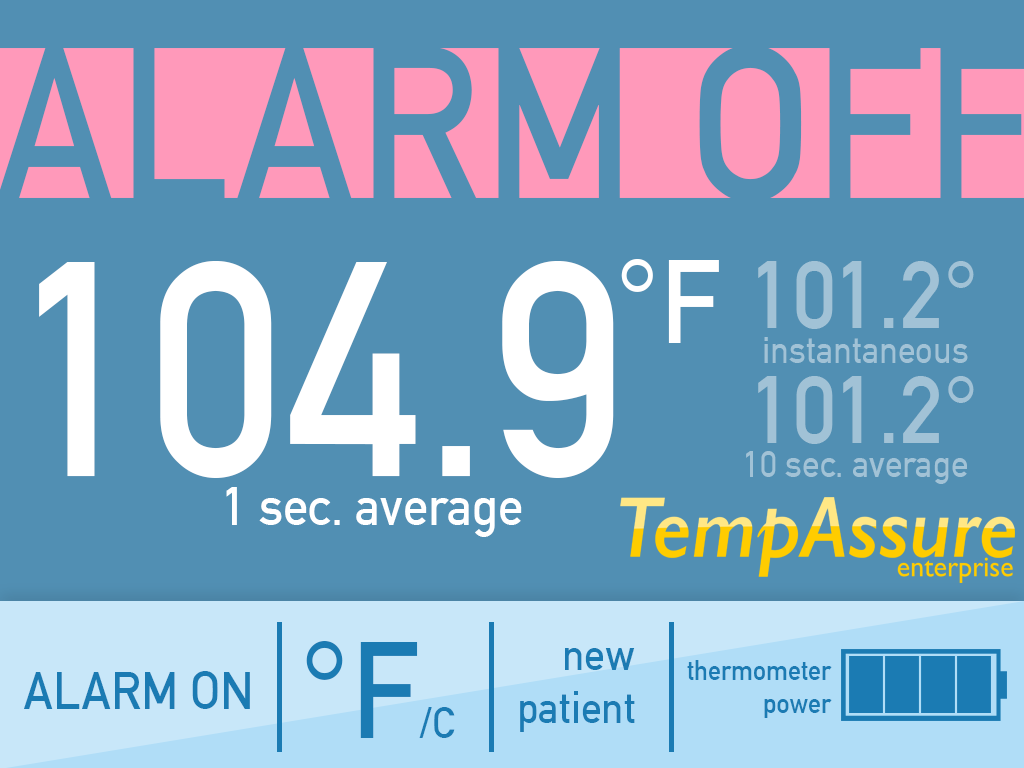 ALARM OFF
104.9°F
1 sec. average
101.2°
instantaneous
101.2°
10 sec. average
TempAssure
enterprise
ALARM ON
°F/C
new
patient
thermometer
power